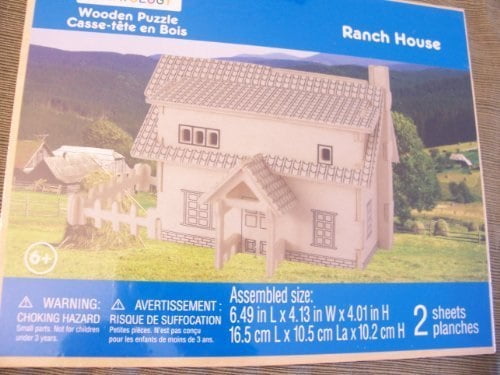 Wooden Puzzle
Casse-tête en Bois
Ranch House
6+
⚠ WARNING:
CHOKING HAZARD
Small parts. Not for children
under 3 years.
⚠ AVERTISSEMENT :
RISQUE DE SUFFOCATION
Petites pièces. N'est pas conçu
pour les enfants de moins de 3 ans.
Assembled size:
6.49 in L x 4.13 in W x 4.01 in H
16.5 cm L x 10.5 cm La x 10.2 cm H
2 sheets
planches